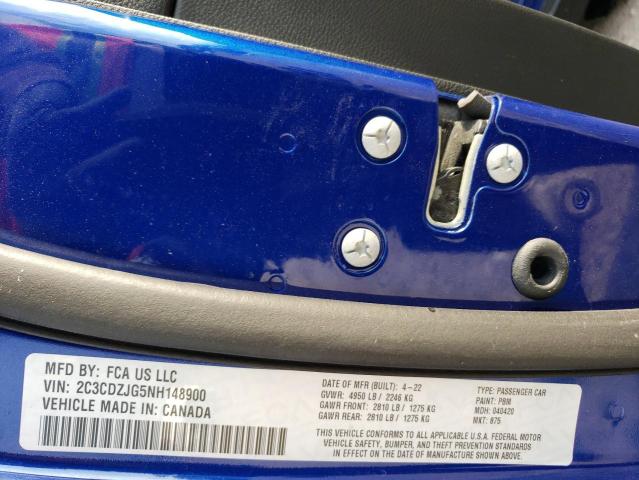 MFD BY: FCA US LLC
VIN: 2C3CDZJG5NH148900
VEHICLE MADE IN: CANADA
DATE OF MFR (BUILT): 4-22
GVWR: 4950 LB / 2246 KG
GAWR FRONT: 2810 LB / 1275 KG
GAWR REAR: 2810 LB / 1275 KG
TYPE: PASSENGER CAR
PAINT: PBM
MDH: 040420
MKT: 875
THIS VEHICLE CONFORMS TO ALL APPLICABLE U.S.A. FEDERAL MOTOR
VEHICLE SAFETY, BUMPER, AND THEFT PREVENTION STANDARDS
IN EFFECT ON THE DATE OF MANUFACTURE SHOWN ABOVE.